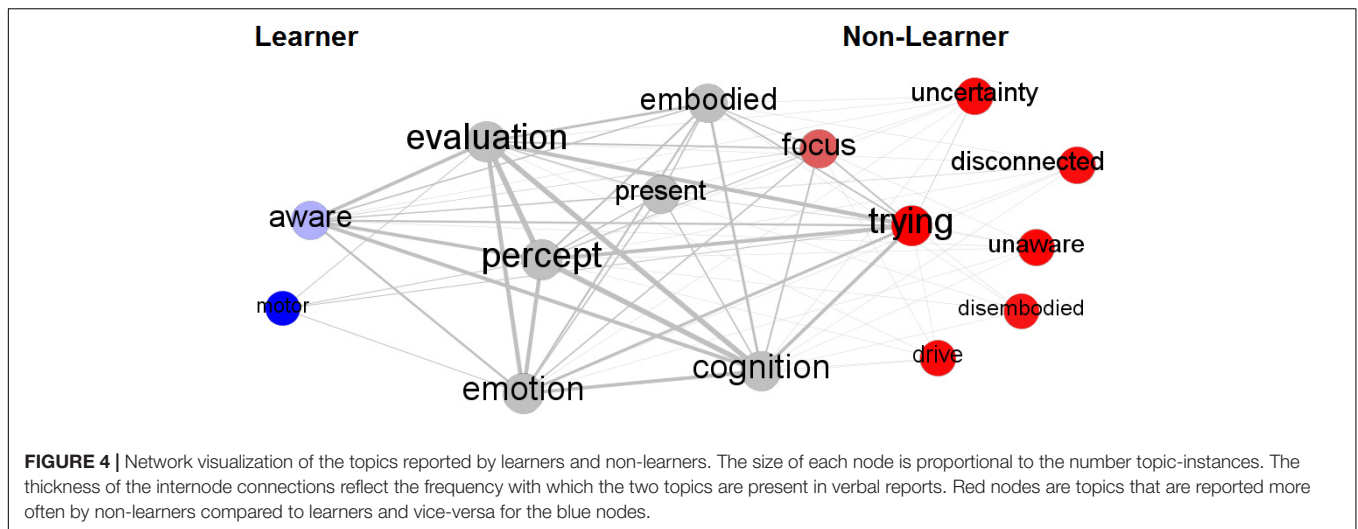 Learner
Non-Learner
embodied
uncertainty
evaluation
focus
disconnected
present
aware
trying
percept
unaware
motor
disembodied
drive
emotion
cognition
FIGURE 4 | Network visualization of the topics reported by learners and non-learners. The size of each node is proportional to the number topic-instances. The
thickness of the internode connections reflect the frequency with which the two topics are present in verbal reports. Red nodes are topics that are reported more
often by non-learners compared to learners and vice-versa for the blue nodes.